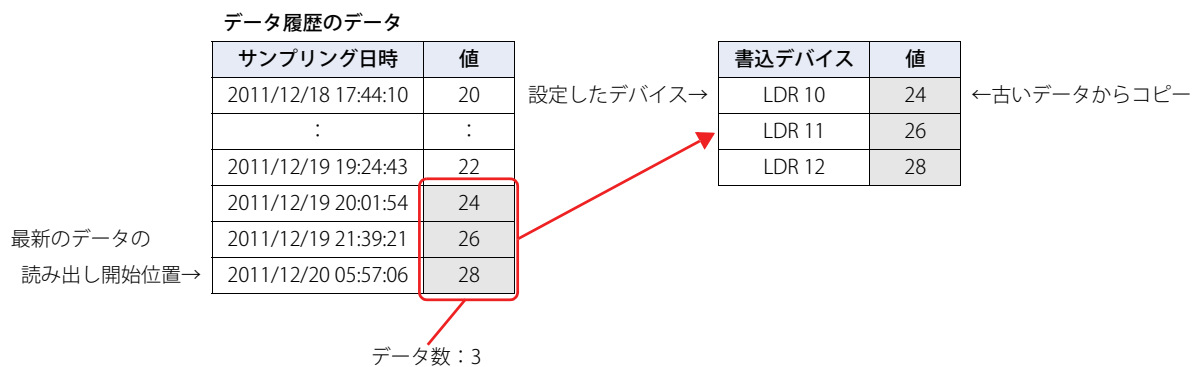 データ履歴のデータ
サンプリング日時 値
2011/12/18 17:44:10 20
: :
2011/12/19 19:24:43 22
2011/12/19 20:01:54 24
2011/12/19 21:39:21 26
2011/12/20 05:57:06 28
最新のデータの
読み出し開始位置→
データ数：3
設定したデバイス→
書込デバイス 値
LDR 10 24
LDR 11 26
LDR 12 28
←古いデータからコピー